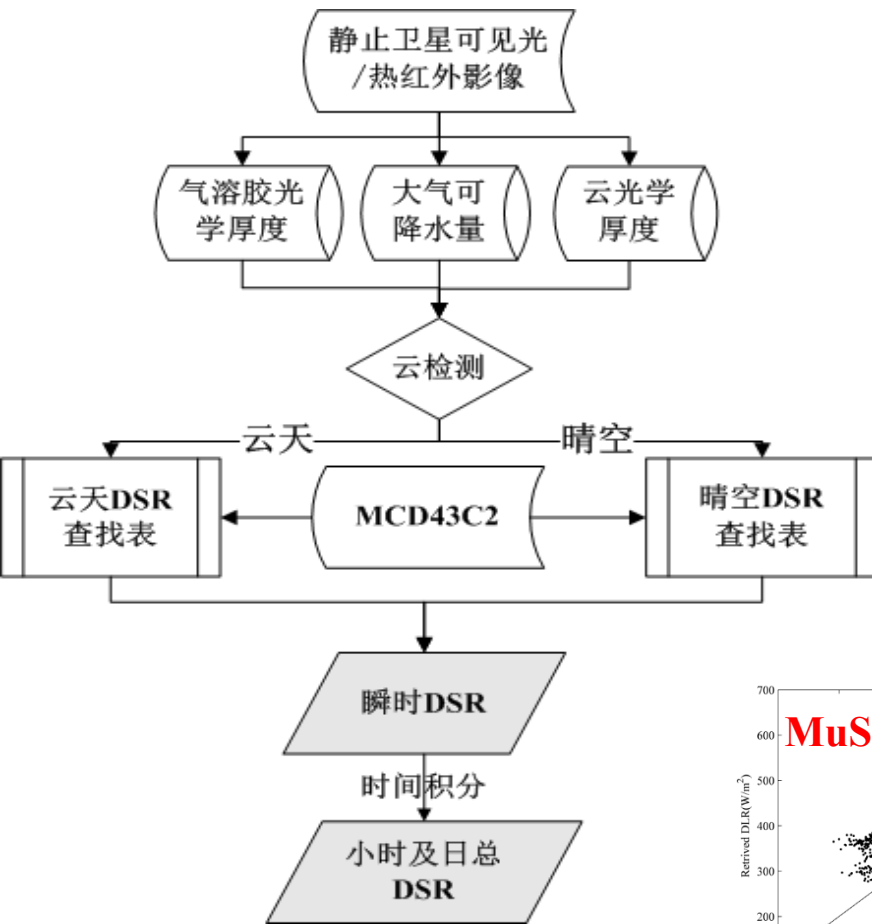 静止卫星可见光
/热红外影像
气溶胶光
学厚度
大气可
降水量
云光学
厚度
云检测
云天
晴空
云天DSR
查找表
MCD43C2
晴空DSR
查找表
瞬时DSR
时间积分
小时及日总
DSR
MuS
Retrived DLR(W/m²)
700
600
500
400
300
200